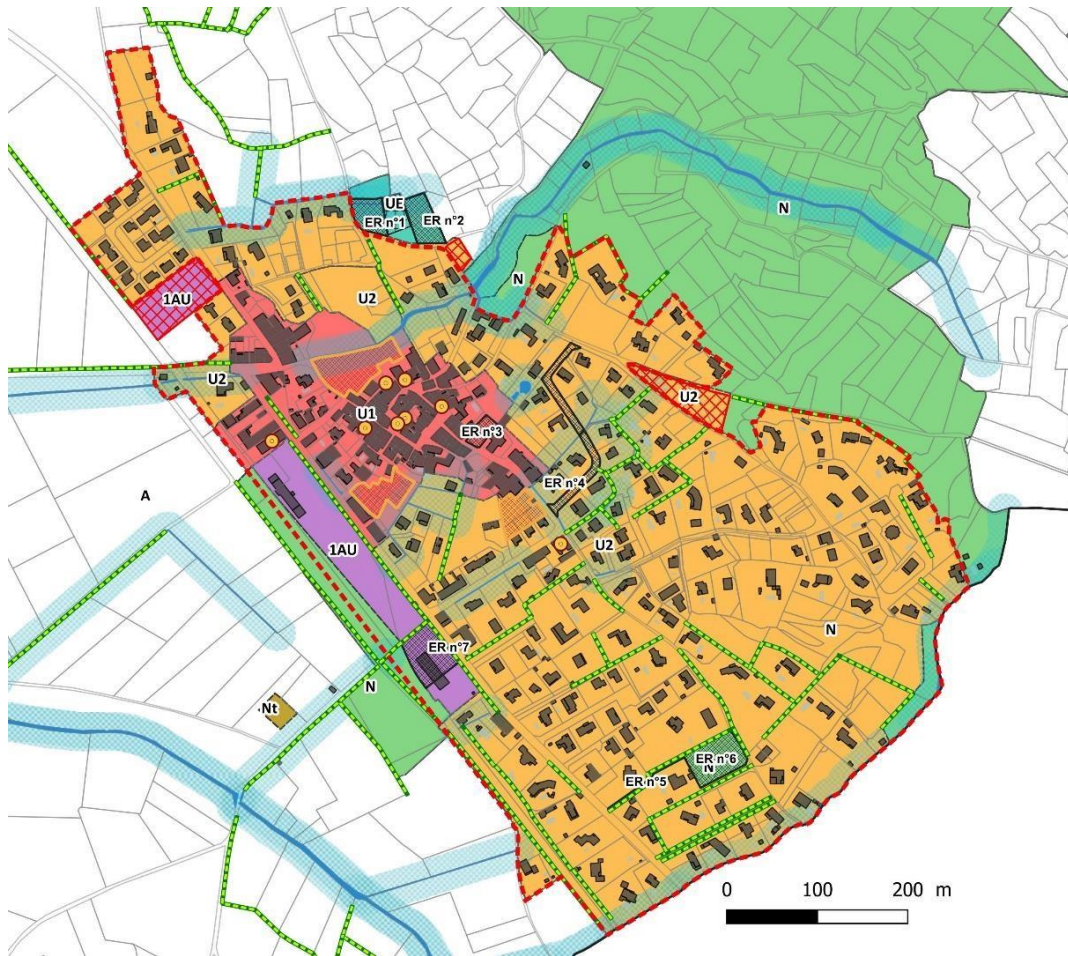 N
UE
ER n°1
ER n°2
N
1AU
U2
U2
U2
U1
ER n°3
ER n°4
A
U2
1AU
N
ER n°7
N
Nt
ER n°6
N
ER n°5
0 100 200 m